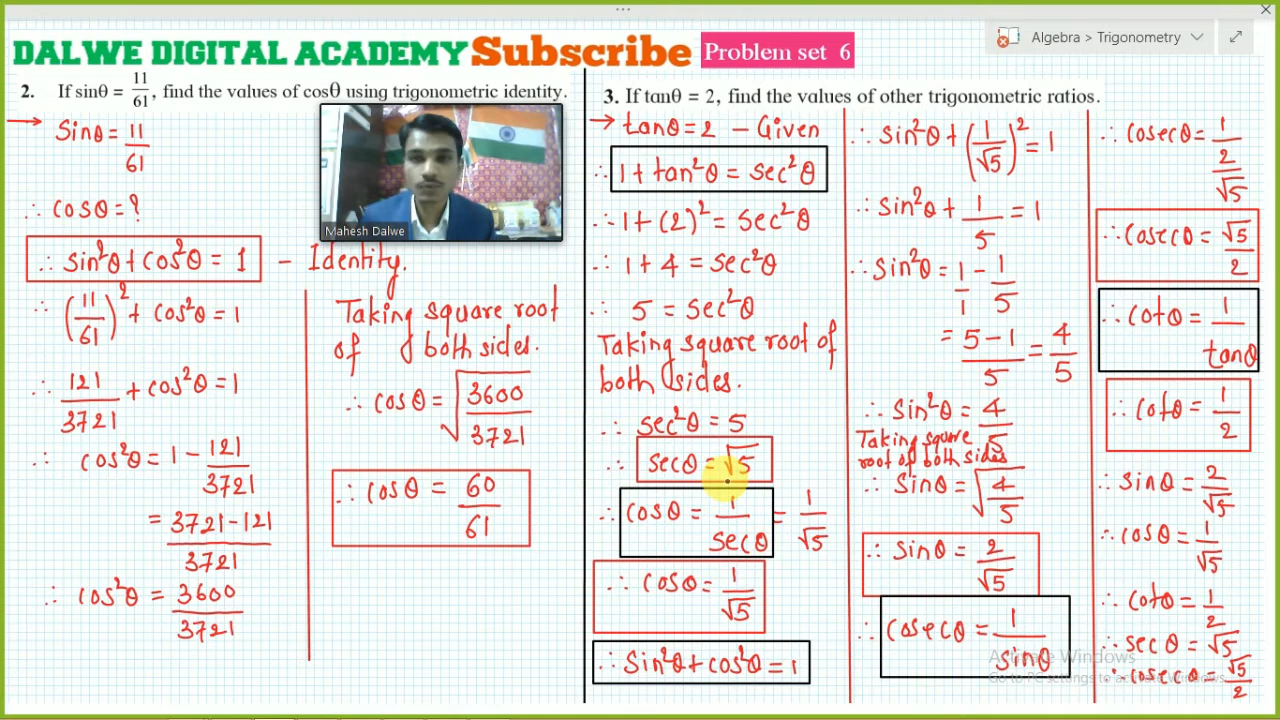 DALWE DIGITAL ACADEMY Subscribe Problem set 6
Algebra > Trigonometry
2. If sinθ = 11/61, find the values of cosθ using trigonometric identity.
→ Sinθ = 11/61
∴ cosθ = ?
∴ sin²θ + cos²θ = 1 – Identity.
∴ (11/61)² + cos²θ = 1
∴ 121/3721 + cos²θ = 1
∴ cos²θ = 1 - 121/3721
= 3721-121/3721
∴ cos²θ = 3600/3721
Taking square root
of both sides.
∴ cosθ = √3600/3721
∴ cosθ = 60/61
Mahesh Dalwe
3. If tanθ = 2, find the values of other trigonometric ratios.
→ tanθ = 2 – Given
∴ 1 + tan²θ = sec²θ
∴ 1 + (2)² = sec²θ
∴ 1 + 4 = sec²θ
∴ 5 = sec²θ
Taking square root of
both sides.
∴ sec²θ = 5
∴ secθ = √5
∴ cosθ = 1/secθ = 1/√5
∴ cosθ = 1/√5
∴ Sin²θ + cos²θ = 1
∴ sin²θ + (1/√5)² = 1
∴ sin²θ + 1/5 = 1
∴ sin²θ = 1/1 - 1/5
= 5-1/5 = 4/5
∴ sin²θ = 4/5
Taking square
root of both sides
∴ sinθ = √4/5
∴ sinθ = 2/√5
∴ cosecθ = 1/sinθ
∴ cosecθ = 1/2/√5
∴ cosecθ = √5/2
∴ cotθ = 1/tanθ
∴ cotθ = 1/2
∴ sinθ = 2/√5
∴ cosθ = 1/√5
∴ cotθ = 1/2
∴ secθ = √5
∴ cosecθ = √5/2
Activate Windows
Go to PC settings to activate Windows.